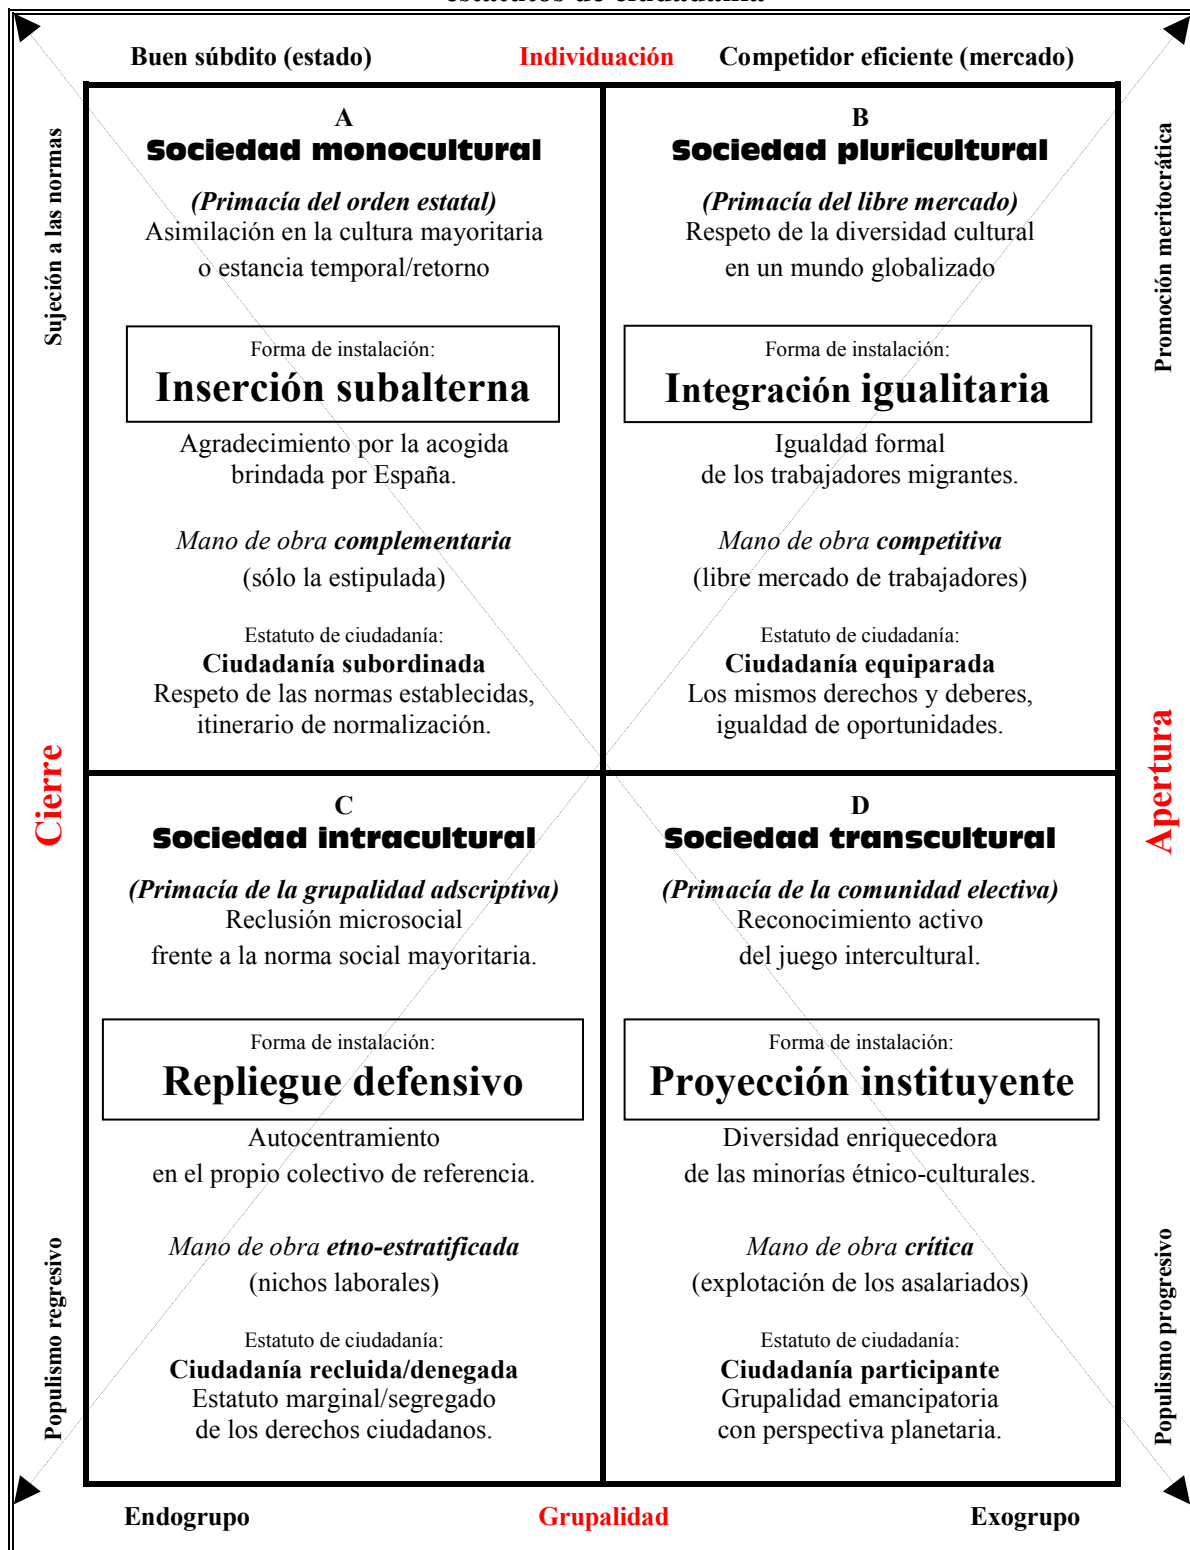 estatutos de ciudadanía
Buen súbdito (estado)
Individuación
Competidor eficiente (mercado)
Sujeción a las normas
Cierre
Populismo regresivo
A
Sociedad monocultural
(Primacía del orden estatal)
Asimilación en la cultura mayoritaria
o estancia temporal/retorno
Forma de instalación:
Inserción subalterna
Agradecimiento por la acogida
brindada por España.
Mano de obra complementaria
(sólo la estipulada)
Estatuto de ciudadanía:
Ciudadanía subordinada
Respeto de las normas establecidas,
itinerario de normalización.
B
Sociedad pluricultural
(Primacía del libre mercado)
Respeto de la diversidad cultural
en un mundo globalizado
Forma de instalación:
Integración igualitaria
Igualdad formal
de los trabajadores migrantes.
Mano de obra competitiva
(libre mercado de trabajadores)
Estatuto de ciudadanía:
Ciudadanía equiparada
Los mismos derechos y deberes,
igualdad de oportunidades.
C
Sociedad intracultural
(Primacía de la grupalidad adscriptiva)
Reclusión microsocial
frente a la norma social mayoritaria.
Forma de instalación:
Repliegue defensivo
Autocentramiento
en el propio colectivo de referencia.
Mano de obra etno-estratificada
(nichos laborales)
Estatuto de ciudadanía:
Ciudadanía recluida/denegada
Estatuto marginal/segregado
de los derechos ciudadanos.
D
Sociedad transcultural
(Primacía de la comunidad electiva)
Reconocimiento activo
del juego intercultural.
Forma de instalación:
Proyección instituyente
Diversidad enriquecedora
de las minorías étnico-culturales.
Mano de obra crítica
(explotación de los asalariados)
Estatuto de ciudadanía:
Ciudadanía participante
Grupalidad emancipatoria
con perspectiva planetaria.
Promoción meritocrática
Apertura
Populismo progresivo
Endogrupo
Grupalidad
Exogrupo